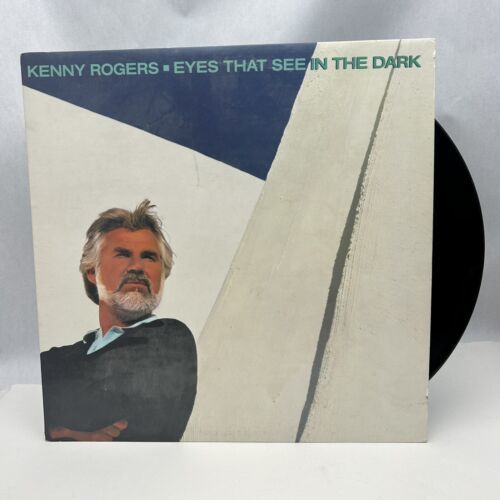 KENNY ROGERS ▪ EYES THAT SEE IN THE DARK